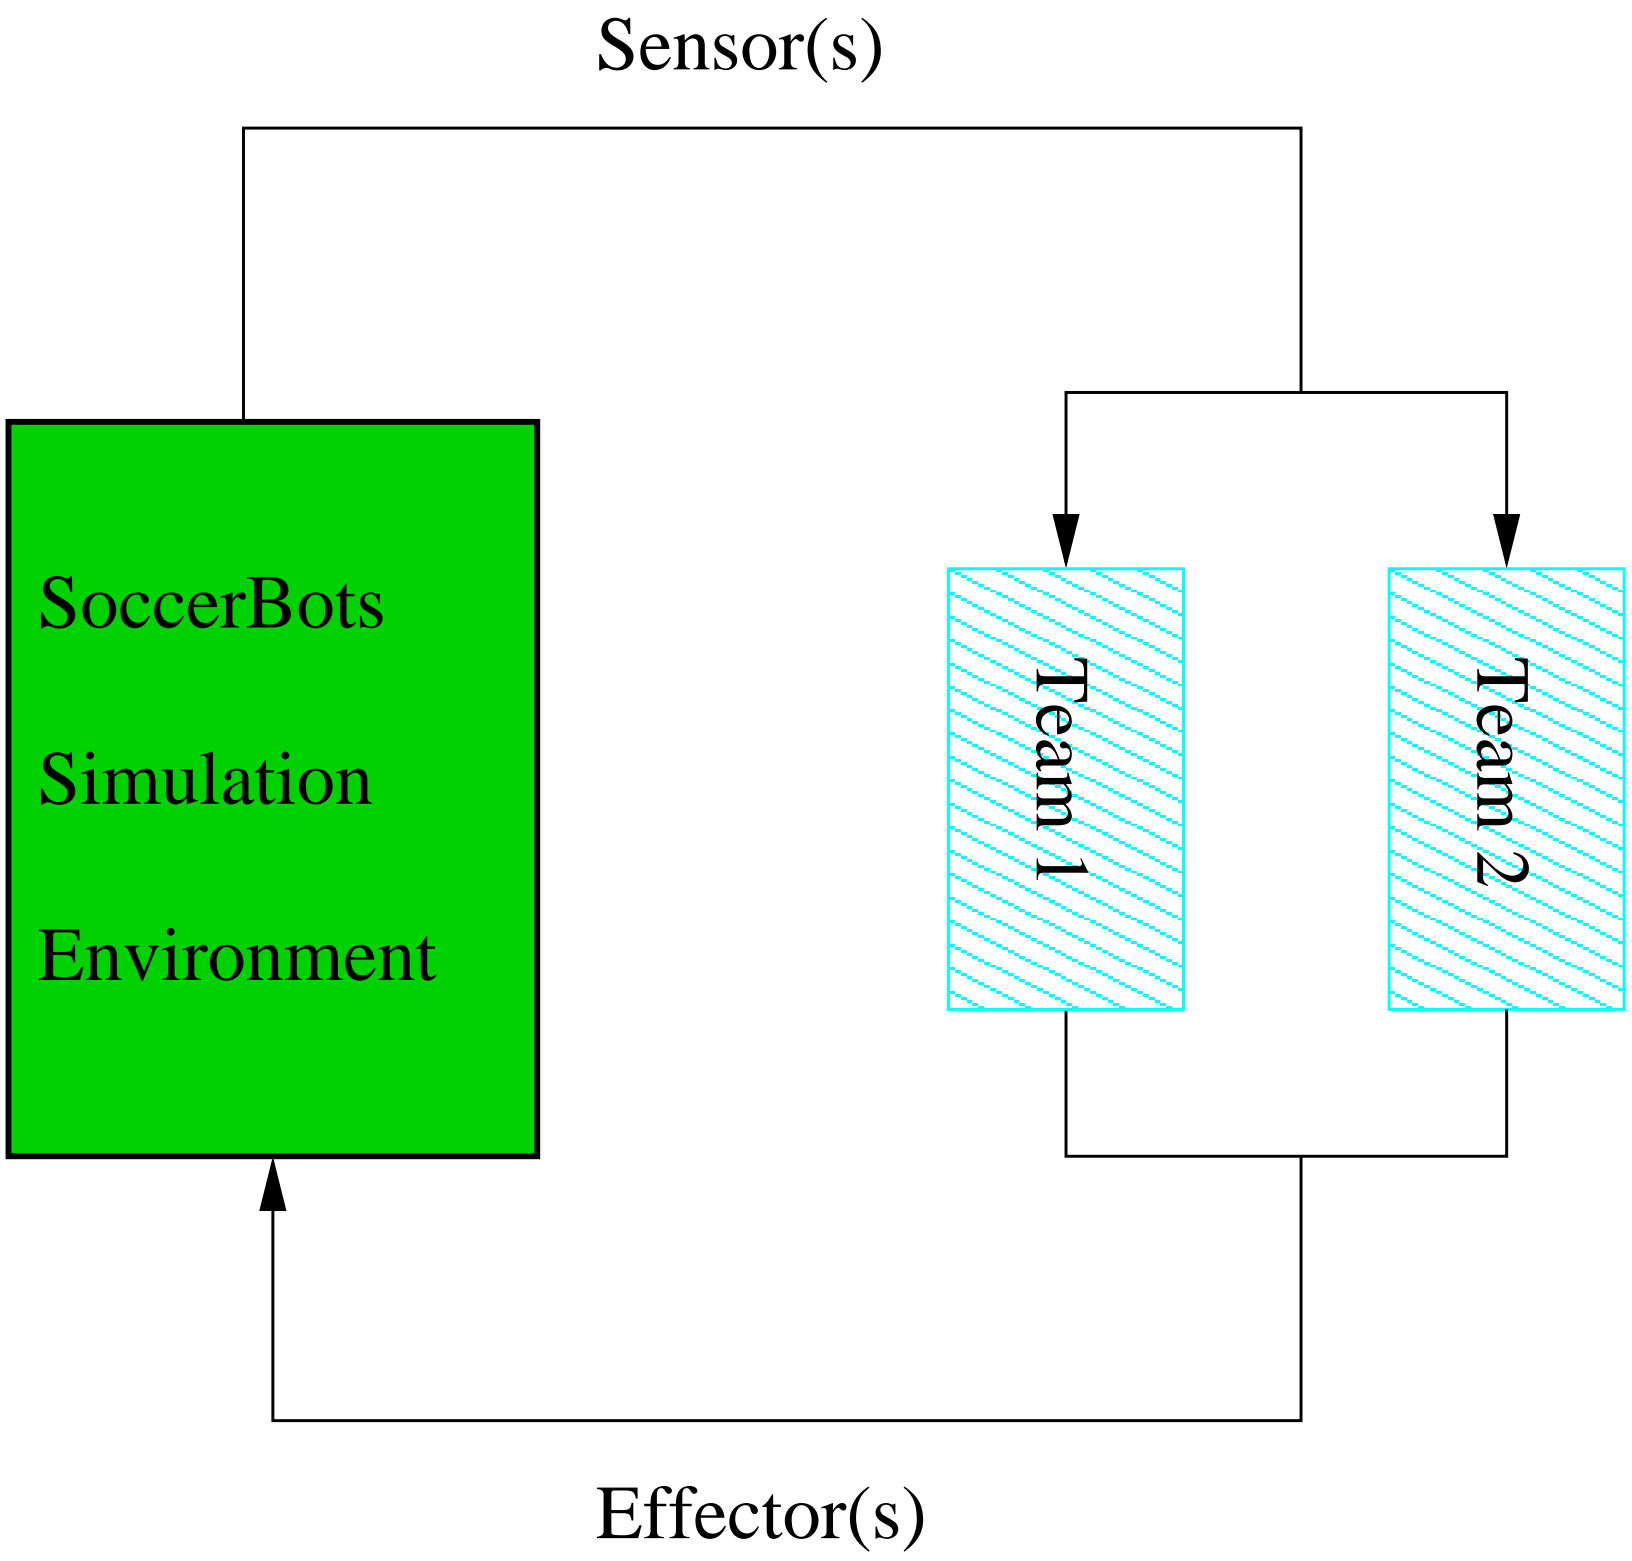 Sensor(s)
SoccerBots
Simulation
Environment
Team 1
Team 2
Effector(s)